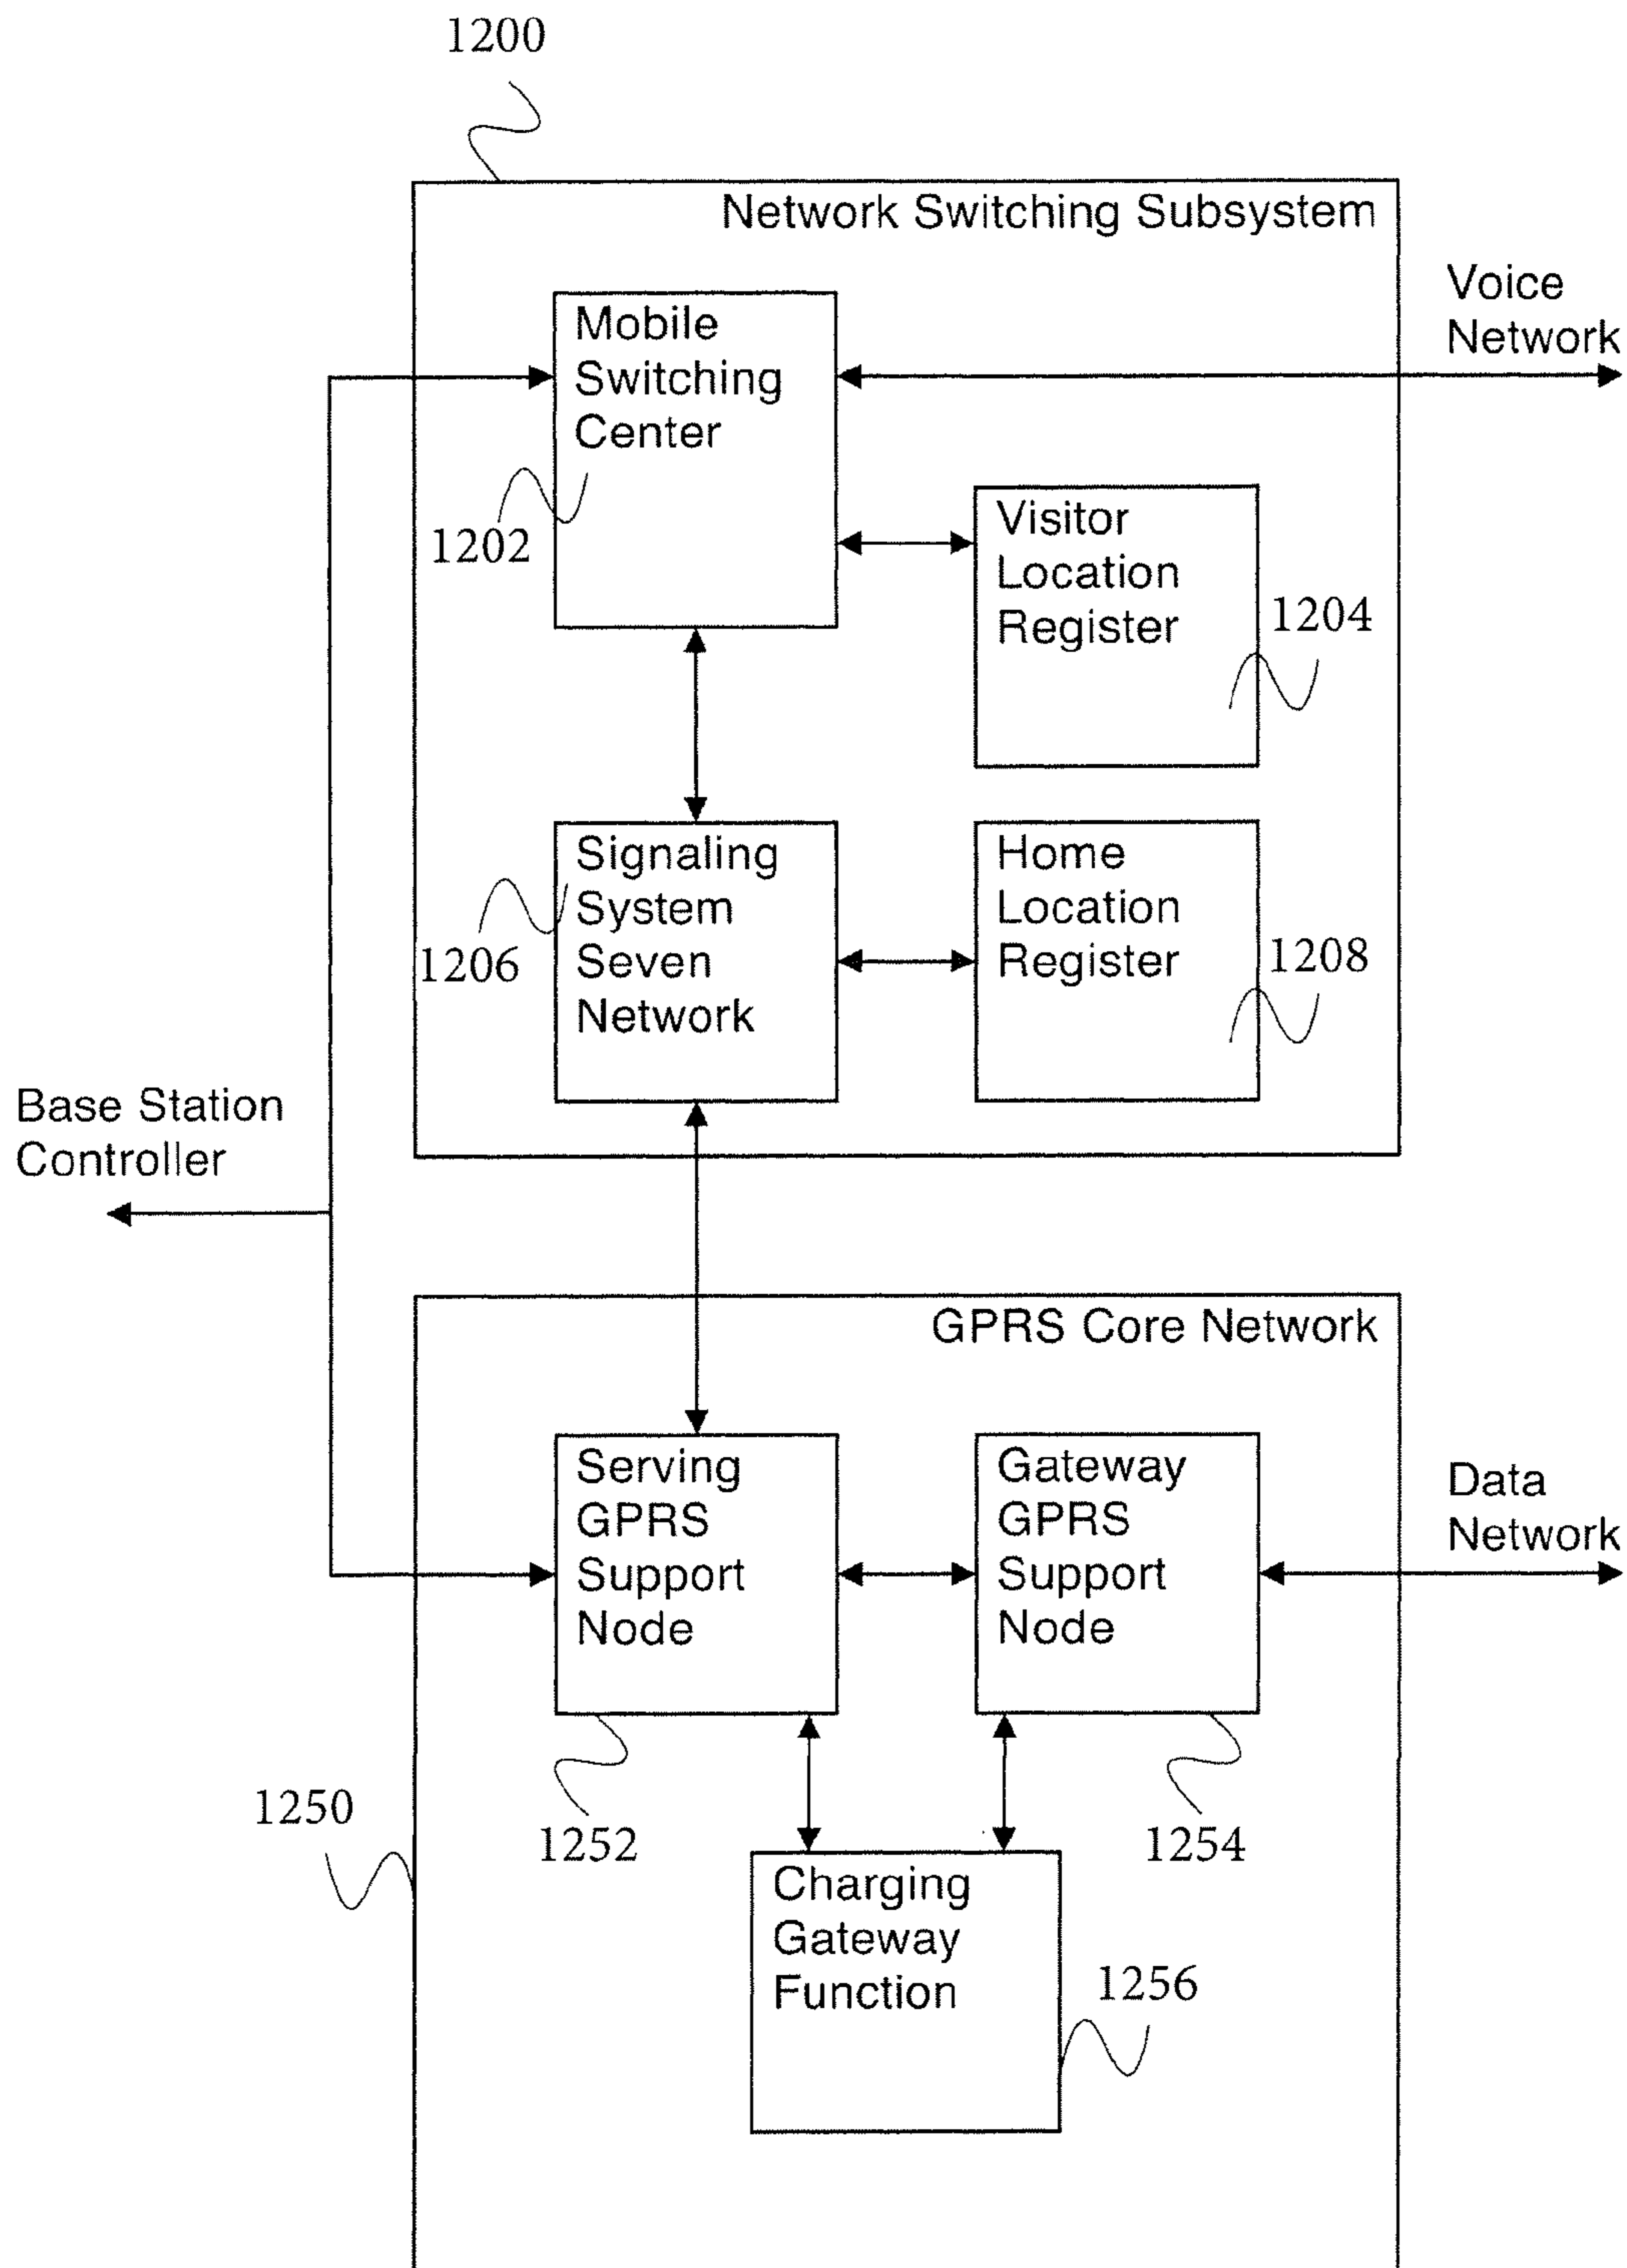 1200
Network Switching Subsystem
Voice
Network
Mobile
Switching
Center
1202
Visitor
Location
Register
1204
Signaling
System
Seven
Network
1206
Home
Location
Register
1208
Base Station
Controller
GPRS Core Network
Serving
GPRS
Support
Node
Gateway
GPRS
Support
Node
Data
Network
1250
1252
1254
Charging
Gateway
Function
1256